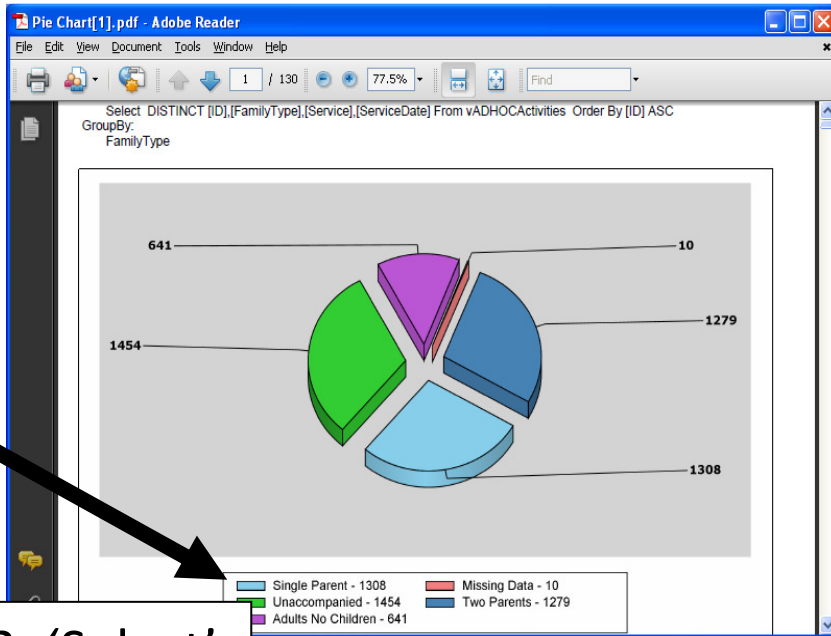 Pie Chart[1].pdf - Adobe Reader
File Edit View Document Tools Window Help
1 / 130 77.5% Find
Select DISTINCT [ID],[FamilyType],[Service],[ServiceDate] From vADHOCActivities Order By [ID] ASC
GroupBy:
FamilyType
641
10
1454
1279
1308
Single Parent - 1308 Missing Data - 10
Unaccompanied - 1454 Two Parents - 1279
Adults No Children - 641